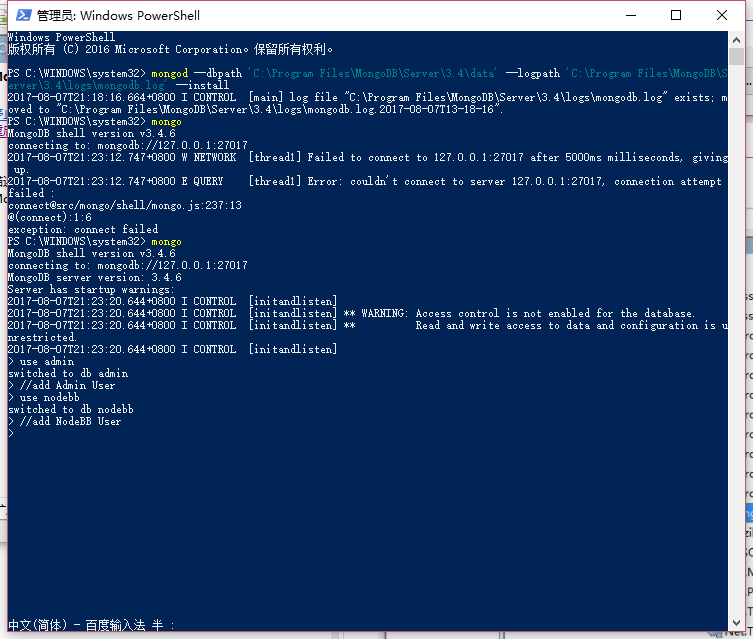 管理员: Windows PowerShell
Windows PowerShell
版权所有 (C) 2016 Microsoft Corporation。保留所有权利。
PS C:\WINDOWS\system32> mongod --dbpath 'C:\Program Files\MongoDB\Server\3.4\data' --logpath 'C:\Program Files\MongoDB\S
erver\3.4\logs\mongodb.log' --install
2017-08-07T21:18:16.664+0800 I CONTROL  [main] log file "C:\Program Files\MongoDB\Server\3.4\logs\mongodb.log" exists; m
oved to "C:\Program Files\MongoDB\Server\3.4\logs\mongodb.log.2017-08-07T13-18-16".
PS C:\WINDOWS\system32> mongo
MongoDB shell version v3.4.6
connecting to: mongodb://127.0.0.1:27017
2017-08-07T21:23:12.747+0800 W NETWORK  [thread1] Failed to connect to 127.0.0.1:27017 after 5000ms milliseconds, giving
 up.
2017-08-07T21:23:12.747+0800 E QUERY    [thread1] Error: couldn't connect to server 127.0.0.1:27017, connection attempt
failed :
connect@src/mongo/shell/mongo.js:237:13
@(connect):1:6
exception: connect failed
PS C:\WINDOWS\system32> mongo
MongoDB shell version v3.4.6
connecting to: mongodb://127.0.0.1:27017
MongoDB server version: 3.4.6
Server has startup warnings:
2017-08-07T21:23:20.644+0800 I CONTROL  [initandlisten]
2017-08-07T21:23:20.644+0800 I CONTROL  [initandlisten] ** WARNING: Access control is not enabled for the database.
2017-08-07T21:23:20.644+0800 I CONTROL  [initandlisten] **          Read and write access to data and configuration is u
nrestricted.
2017-08-07T21:23:20.644+0800 I CONTROL  [initandlisten]
> use admin
switched to db admin
> //add Admin User
> use nodebb
switched to db nodebb
> //add NodeBB User
>
中文(简体) - 百度输入法 半 :